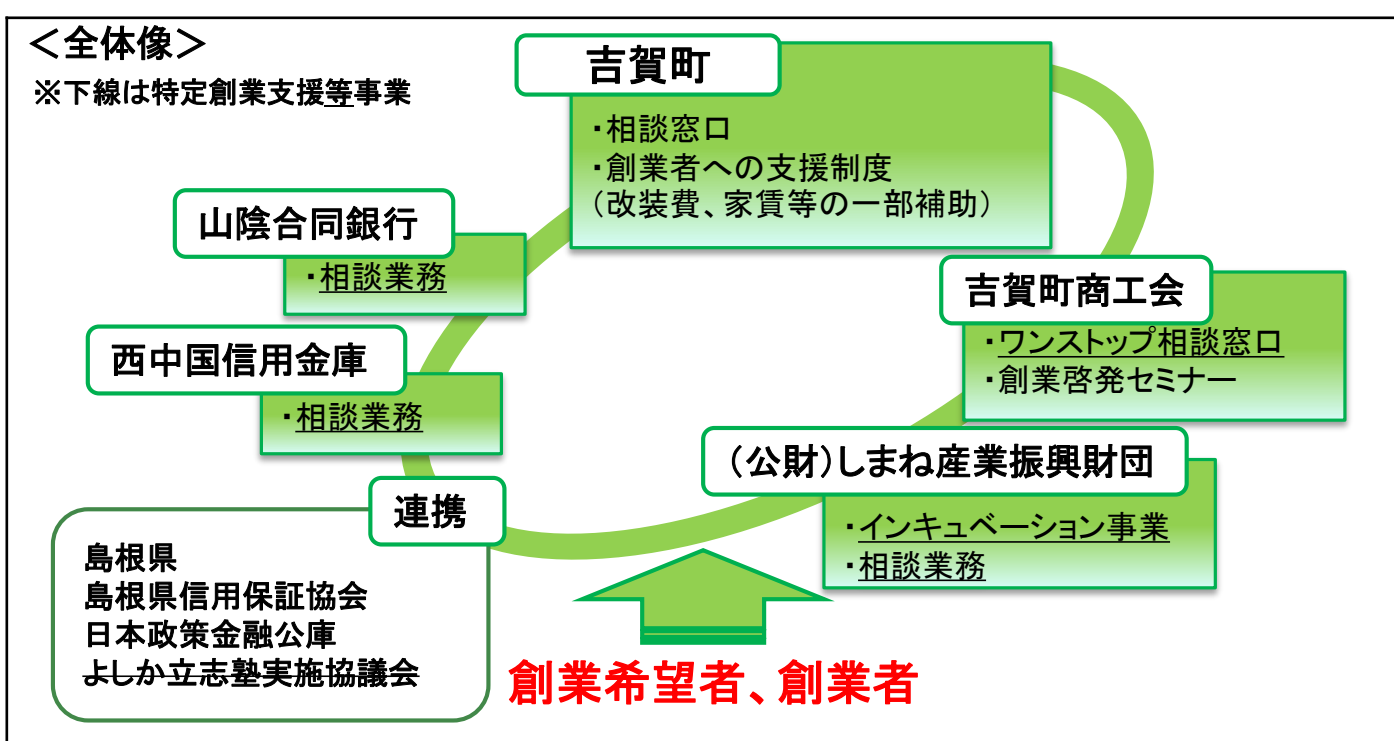 ＜全体像＞
※下線は特定創業支援等事業
吉賀町
・相談窓口
・創業者への支援制度
（改装費、家賃等の一部補助）
山陰合同銀行
・相談業務
吉賀町商工会
・ワンストップ相談窓口
・創業啓発セミナー
西中国信用金庫
・相談業務
（公財）しまね産業振興財団
・インキュベーション事業
・相談業務
連携
島根県
島根県信用保証協会
日本政策金融公庫
よしか立志塾実施協議会
創業希望者、創業者